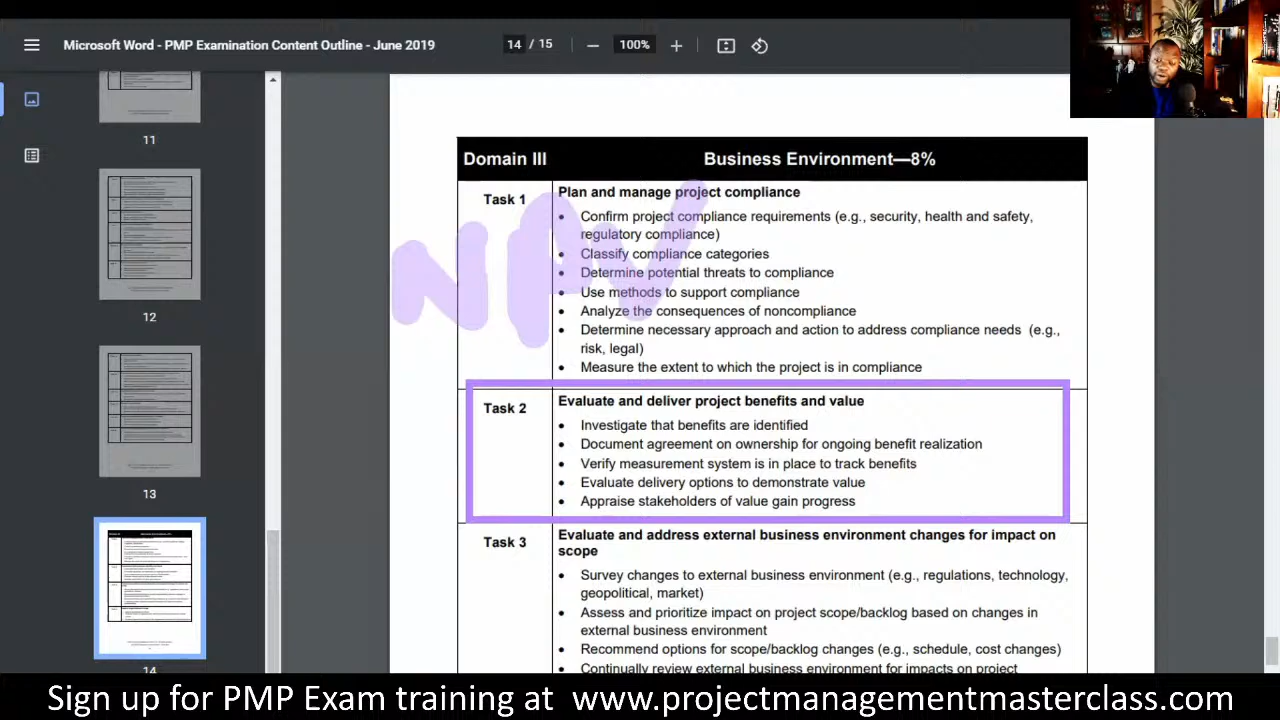 Microsoft Word - PMP Examination Content Outline - June 2019
14 / 15
100%
11
12
13
14
Domain III
Business Environment—8%
Task 1
Plan and manage project compliance
• Confirm project compliance requirements (e.g., security, health and safety,
regulatory compliance)
• Classify compliance categories
• Determine potential threats to compliance
• Use methods to support compliance
• Analyze the consequences of noncompliance
• Determine necessary approach and action to address compliance needs (e.g.,
risk, legal)
• Measure the extent to which the project is in compliance
NPV
Task 2
Evaluate and deliver project benefits and value
• Investigate that benefits are identified
• Document agreement on ownership for ongoing benefit realization
• Verify measurement system is in place to track benefits
• Evaluate delivery options to demonstrate value
• Appraise stakeholders of value gain progress
Task 3
Evaluate and address external business environment changes for impact on
scope
• Survey changes to external business environment (e.g., regulations, technology,
geopolitical, market)
• Assess and prioritize impact on project scope/backlog based on changes in
external business environment
• Recommend options for scope/backlog changes (e.g., schedule, cost changes)
• Continually review external business environment for impacts on project
Sign up for PMP Exam training at www.projectmanagementmasterclass.com